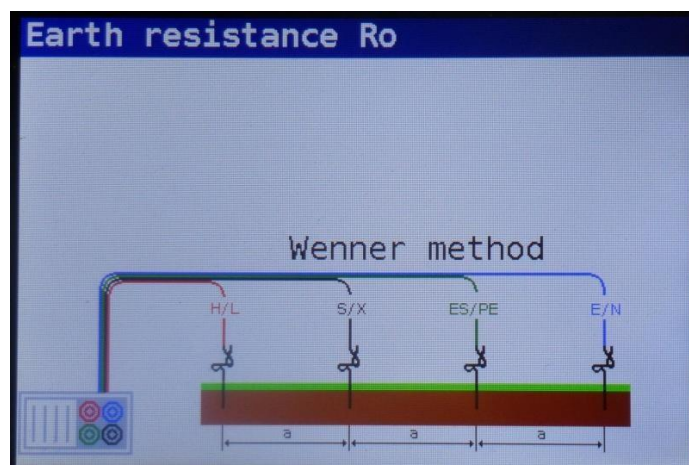 Earth resistance Ro
Wenner method
H/L S/X ES/PE E/N
a a a